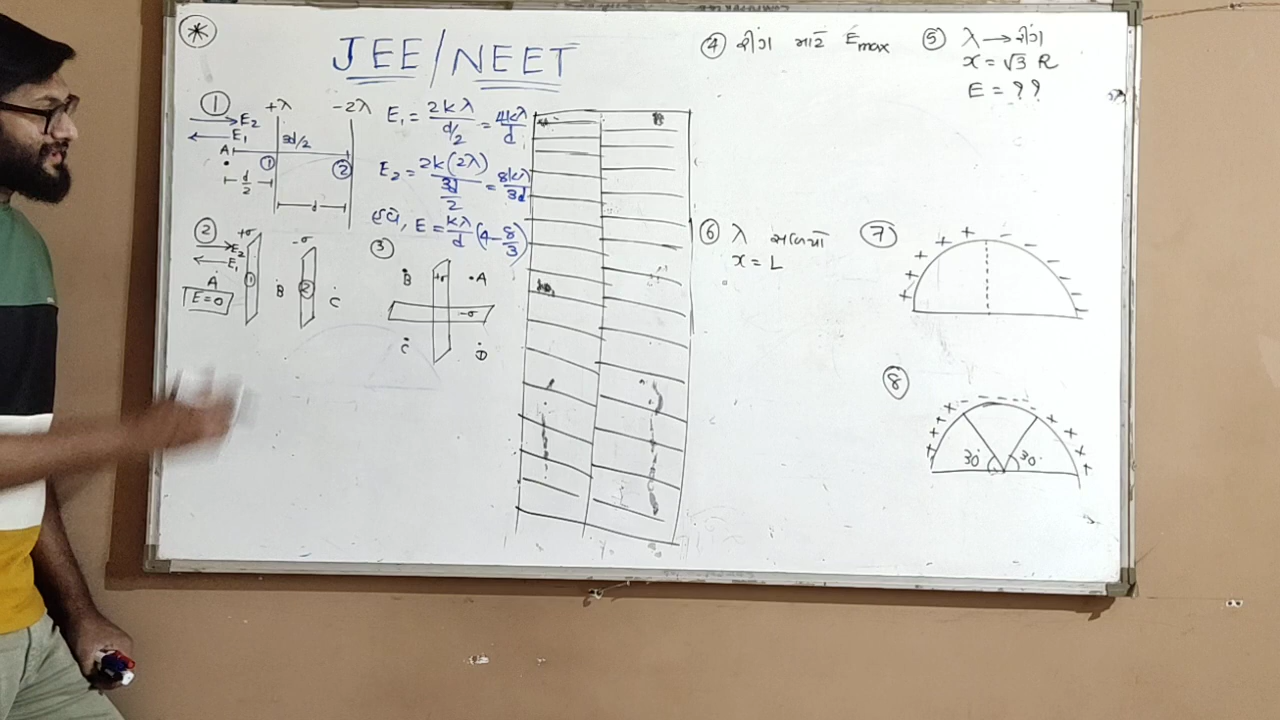 *
JEE/NEET
①
+λ
-2λ
E₂
E₁
3d/2
A
①
②
d/2
d
E₁ = 2kλ / d/2 = 4kλ / d
E₂ = 2k(2λ) / 3d/2 = 8kλ / 3d
હવે, E = kλ/d (4 - 8/3)
②
+σ
-σ
E₂
E₁
A
1
B
2
C
E=0
③
B
+σ
A
-σ
C
D
④ રીંગ માટે Emax
⑤ λ → રીંગ
x = √3 R
E = ??
⑥ λ સળિયો
x = L
⑦
+ + + + + - - - - - -
⑧
+ + + + + - - - - - - + + + + +
30° 30°